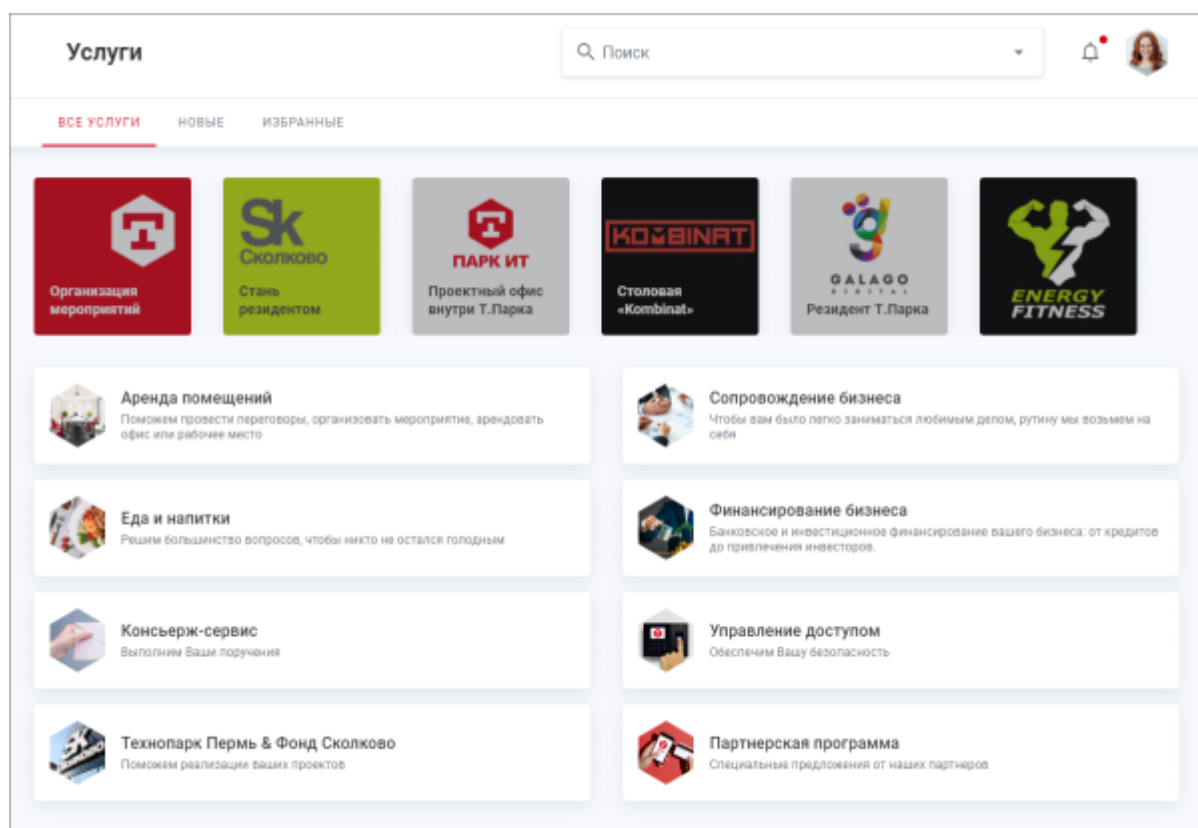 Услуги
Поиск
ВСЕ УСЛУГИ
НОВЫЕ
ИЗБРАННЫЕ
Организация
мероприятий
Sk
Сколково
Стань
резидентом
ПАРК ИТ
Проектный офис
внутри Т.Парка
KOMBINAT
Столовая
«Kombinat»
GALAGO
DIGITAL
Резидент Т.Парка
ENERGY
FITNESS
Аренда помещений
Поможем провести переговоры, организовать мероприятие, арендовать
офис или рабочее место
Сопровождение бизнеса
Чтобы вам было легко заниматься любимым делом, рутину мы возьмем на
себя
Еда и напитки
Решим большинство вопросов, чтобы никто не остался голодным
Финансирование бизнеса
Банковское и инвестиционное финансирование вашего бизнеса: от кредитов
до привлечения инвесторов.
Консьерж-сервис
Выполним Ваши поручения
Управление доступом
Обеспечим Вашу безопасность
Технопарк Пермь & Фонд Сколково
Поможем реализации ваших проектов
Партнерская программа
Специальные предложения от наших партнеров